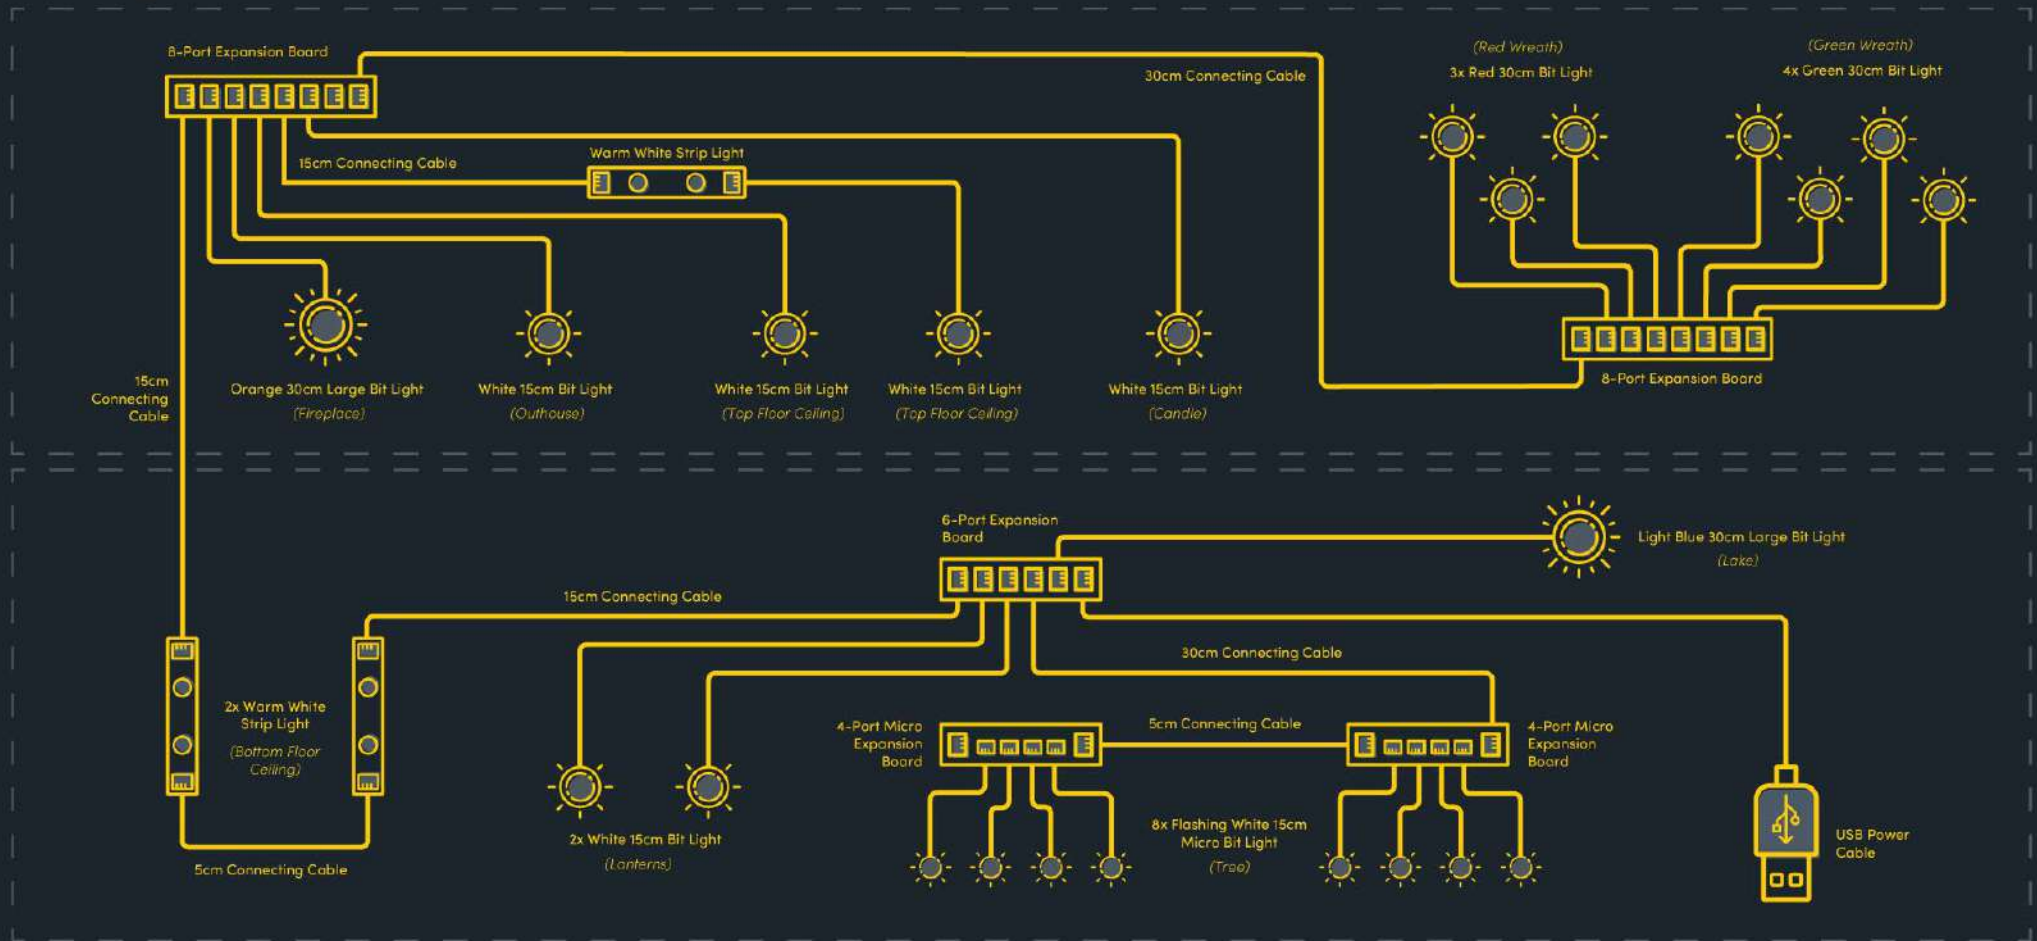 8-Port Expansion Board
30cm Connecting Cable
(Red Wreath)
3x Red 30cm Bit Light
(Green Wreath)
4x Green 30cm Bit Light
15cm Connecting Cable
Warm White Strip Light
15cm
Connecting
Cable
Orange 30cm Large Bit Light
(Fireplace)
White 15cm Bit Light
(Outhouse)
White 15cm Bit Light
(Top Floor Ceiling)
White 15cm Bit Light
(Top Floor Ceiling)
White 15cm Bit Light
(Candle)
8-Port Expansion Board
6-Port Expansion
Board
Light Blue 30cm Large Bit Light
(Lake)
15cm Connecting Cable
30cm Connecting Cable
2x Warm White
Strip Light
(Bottom Floor
Ceiling)
5cm Connecting Cable
2x White 15cm Bit Light
(Lanterns)
4-Port Micro
Expansion
Board
5cm Connecting Cable
4-Port Micro
Expansion
Board
8x Flashing White 15cm
Micro Bit Light
(Tree)
USB Power
Cable